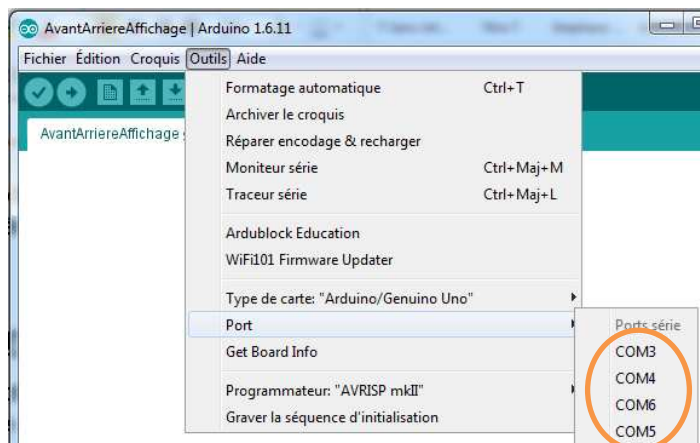 AvantArriereAffichage | Arduino 1.6.11
Fichier Édition Croquis Outils Aide
AvantArriereAffichage
Formatage automatique Ctrl+T
Archiver le croquis
Réparer encodage & recharger
Moniteur série Ctrl+Maj+M
Traceur série Ctrl+Maj+L
Ardublock Education
WiFi101 Firmware Updater
Type de carte: "Arduino/Genuino Uno"
Port
Get Board Info
Programmateur: "AVRISP mkII"
Graver la séquence d'initialisation
Ports série
COM3
COM4
COM6
COM5